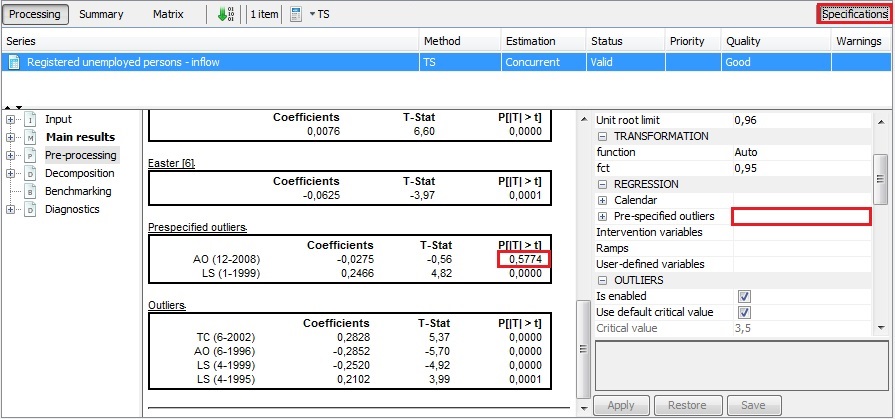 Processing Summary Matrix 1 item TS Specifications
Series Method Estimation Status Priority Quality Warnings
Registered unemployed persons - inflow TS Concurrent Valid Good
Input
Main results
Pre-processing
Decomposition
Benchmarking
Diagnostics
Coefficients T-Stat P[|T| > t]
0,0076 6,60 0,0000
Easter [6]
Coefficients T-Stat P[|T| > t]
-0,0625 -3,97 0,0001
Prespecified outliers
Coefficients T-Stat P[|T| > t]
AO (12-2008) -0,0275 -0,56 0,5774
LS (1-1999) 0,2466 4,82 0,0000
Outliers
Coefficients T-Stat P[|T| > t]
TC (6-2002) 0,2828 5,37 0,0000
AO (6-1996) -0,2852 -5,70 0,0000
LS (4-1999) -0,2520 -4,92 0,0000
LS (4-1995) 0,2102 3,99 0,0001
Unit root limit 0,96
TRANSFORMATION
function Auto
fct 0,95
REGRESSION
Calendar
Pre-specified outliers
Intervention variables
Ramps
User-defined variables
OUTLIERS
Is enabled
Use default critical value
Critical value 3,5
Apply Restore Save